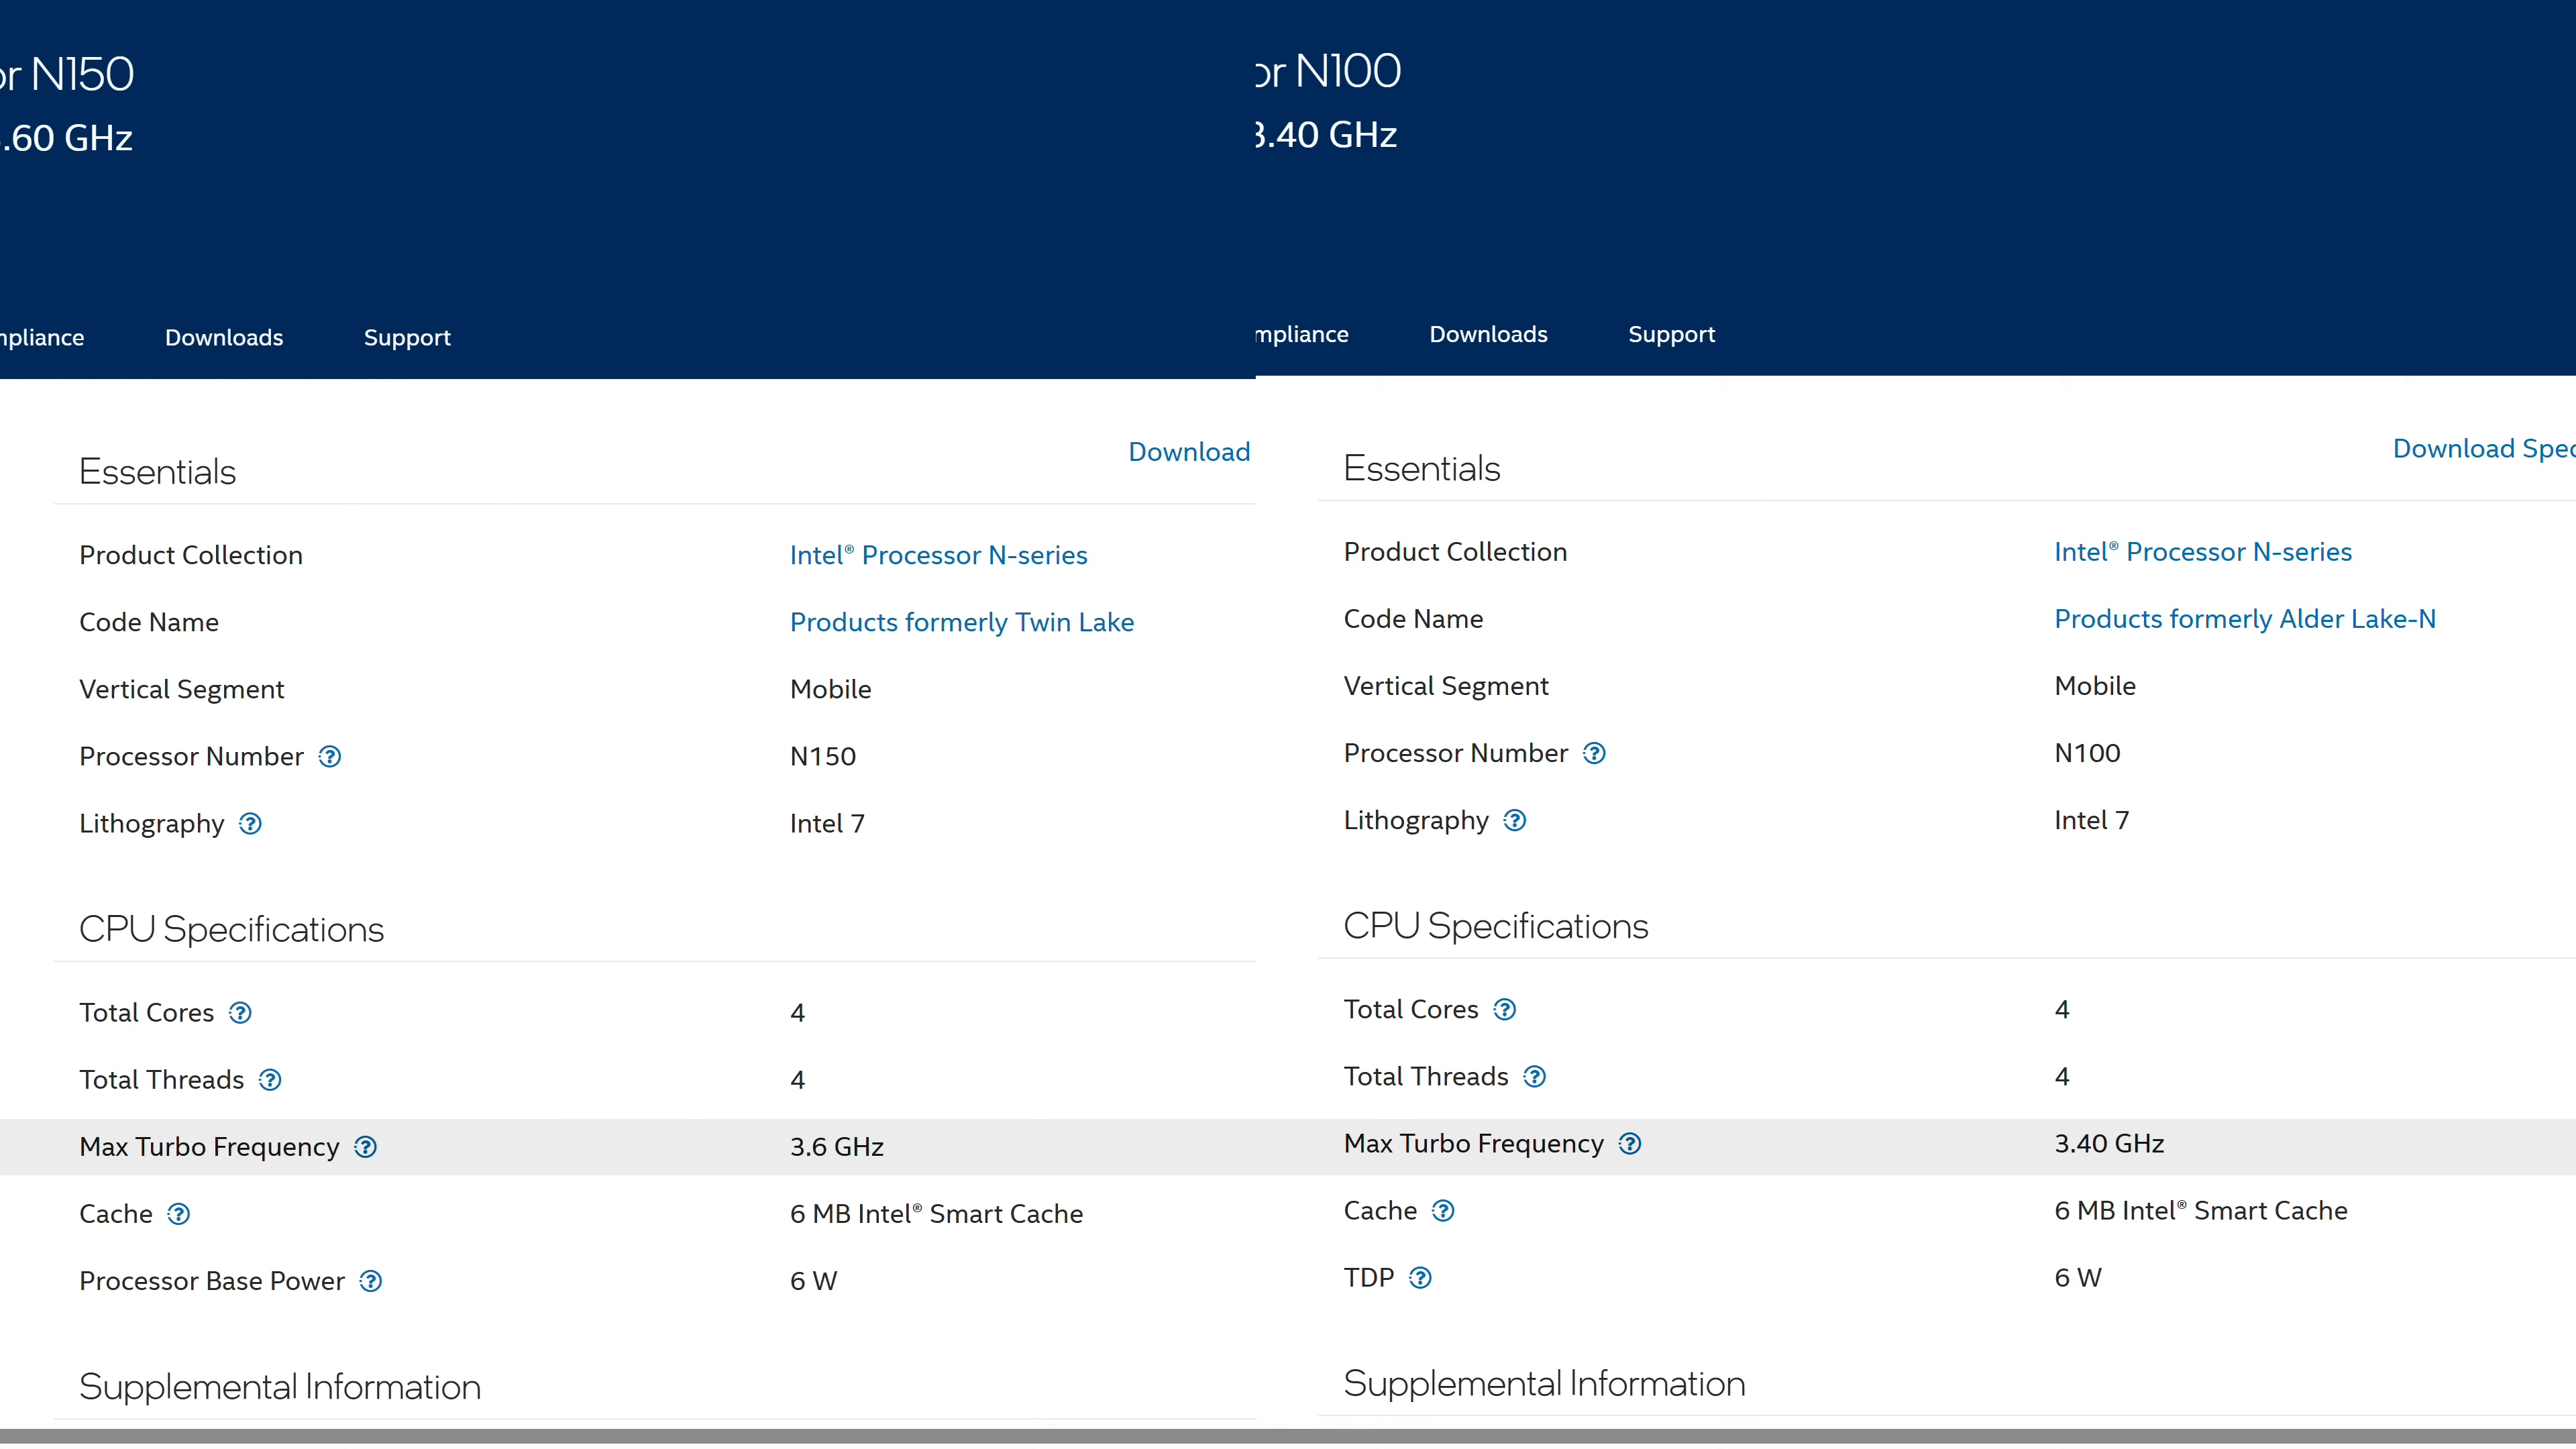 or N150
.60 GHz
mpliance Downloads Support
Download
Essentials
Product Collection Intel® Processor N-series
Code Name Products formerly Twin Lake
Vertical Segment Mobile
Processor Number ? N150
Lithography ? Intel 7
CPU Specifications
Total Cores ? 4
Total Threads ? 4
Max Turbo Frequency ? 3.6 GHz
Cache ? 6 MB Intel® Smart Cache
Processor Base Power ? 6 W
Supplemental Information
or N100
3.40 GHz
mpliance Downloads Support
Download Spec
Essentials
Product Collection Intel® Processor N-series
Code Name Products formerly Alder Lake-N
Vertical Segment Mobile
Processor Number ? N100
Lithography ? Intel 7
CPU Specifications
Total Cores ? 4
Total Threads ? 4
Max Turbo Frequency ? 3.40 GHz
Cache ? 6 MB Intel® Smart Cache
TDP ? 6 W
Supplemental Information